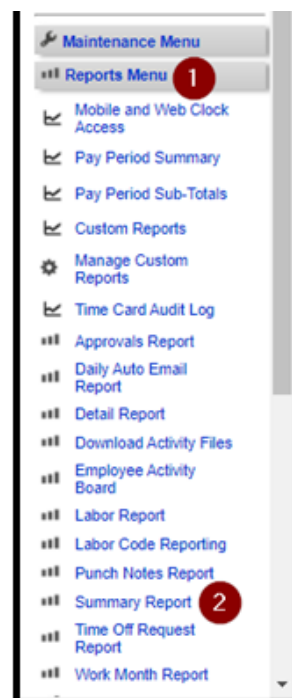 Maintenance Menu
Reports Menu 1
Mobile and Web Clock
Access
Pay Period Summary
Pay Period Sub-Totals
Custom Reports
Manage Custom
Reports
Time Card Audit Log
Approvals Report
Daily Auto Email
Report
Detail Report
Download Activity Files
Employee Activity
Board
Labor Report
Labor Code Reporting
Punch Notes Report
Summary Report 2
Time Off Request
Report
Work Month Report